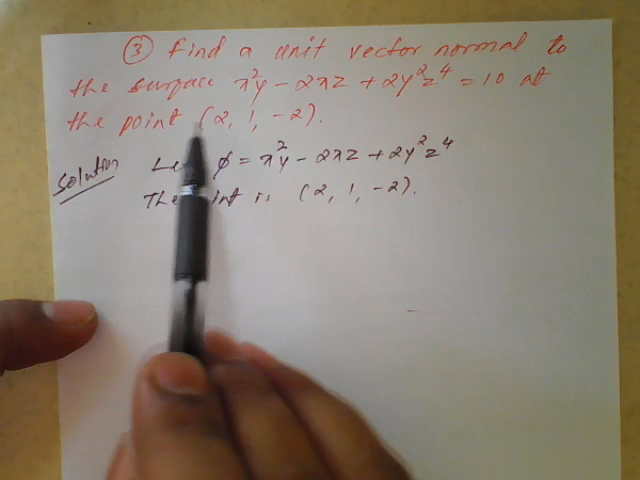 ③ Find a unit vector normal to
the surface x²y - 2xz + 2y²z⁴ = 10 at
the point (2, 1, -2).
Solution Let φ = x²y - 2xz + 2y²z⁴
The is (2, 1, -2).